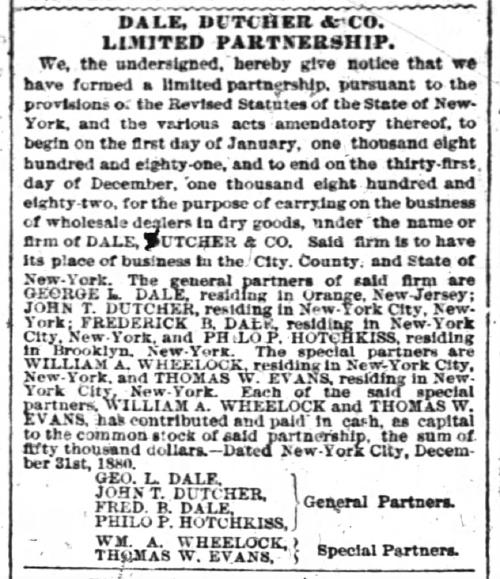 DALE, DUTCHER & CO.
LIMITED PARTNERSHIP.
We, the undersigned, hereby give notice that we
have formed a limited partnership, pursuant to the
provisions of the Revised Statutes of the State of New-
York, and the various acts amendatory thereof, to
begin on the first day of January, one thousand eight
hundred and eighty-one, and to end on the thirty-first
day of December, one thousand eight hundred and
eighty-two, for the purpose of carrying on the business
of wholesale dealers in dry goods, under the name or
firm of DALE, DUTCHER & CO. Said firm is to have
its place of business in the City, County, and State of
New-York. The general partners of said firm are
GEORGE L. DALE, residing in Orange, New-Jersey;
JOHN T. DUTCHER, residing in New-York City, New-
York; FREDERICK B. DALE, residing in New-York
City, New-York, and PHILO P. HOTCHKISS, residing
in Brooklyn, New-York. The special partners are
WILLIAM A. WHEELOCK, residing in New-York City,
New-York, and THOMAS W. EVANS, residing in New-
York City, New-York. Each of the said special
partners, WILLIAM A. WHEELOCK and THOMAS W.
EVANS, has contributed and paid in cash, as capital
to the common stock of said partnership, the sum of
fifty thousand dollars.—Dated New-York City, Decem-
ber 31st, 1880.
GEO. L. DALE,
JOHN T. DUTCHER,
FRED. B. DALE,
PHILO P. HOTCHKISS,
General Partners.
WM. A. WHEELOCK,
THOMAS W. EVANS,
Special Partners.